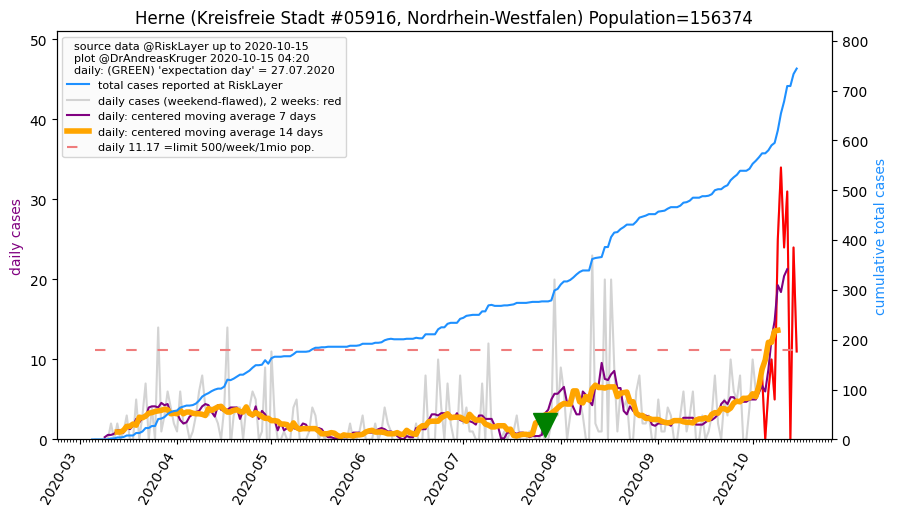 Herne (Kreisfreie Stadt #05916, Nordrhein-Westfalen) Population=156374
source data @RiskLayer up to 2020-10-15
plot @DrAndreasKruger 2020-10-15 04:20
daily: (GREEN) 'expectation day' = 27.07.2020
total cases reported at RiskLayer
daily cases (weekend-flawed), 2 weeks: red
daily: centered moving average 7 days
daily: centered moving average 14 days
daily 11.17 =limit 500/week/1mio pop.
daily cases
50
40
30
20
10
0
cumulative total cases
800
700
600
500
400
300
200
100
0
2020-03
2020-04
2020-05
2020-06
2020-07
2020-08
2020-09
2020-10